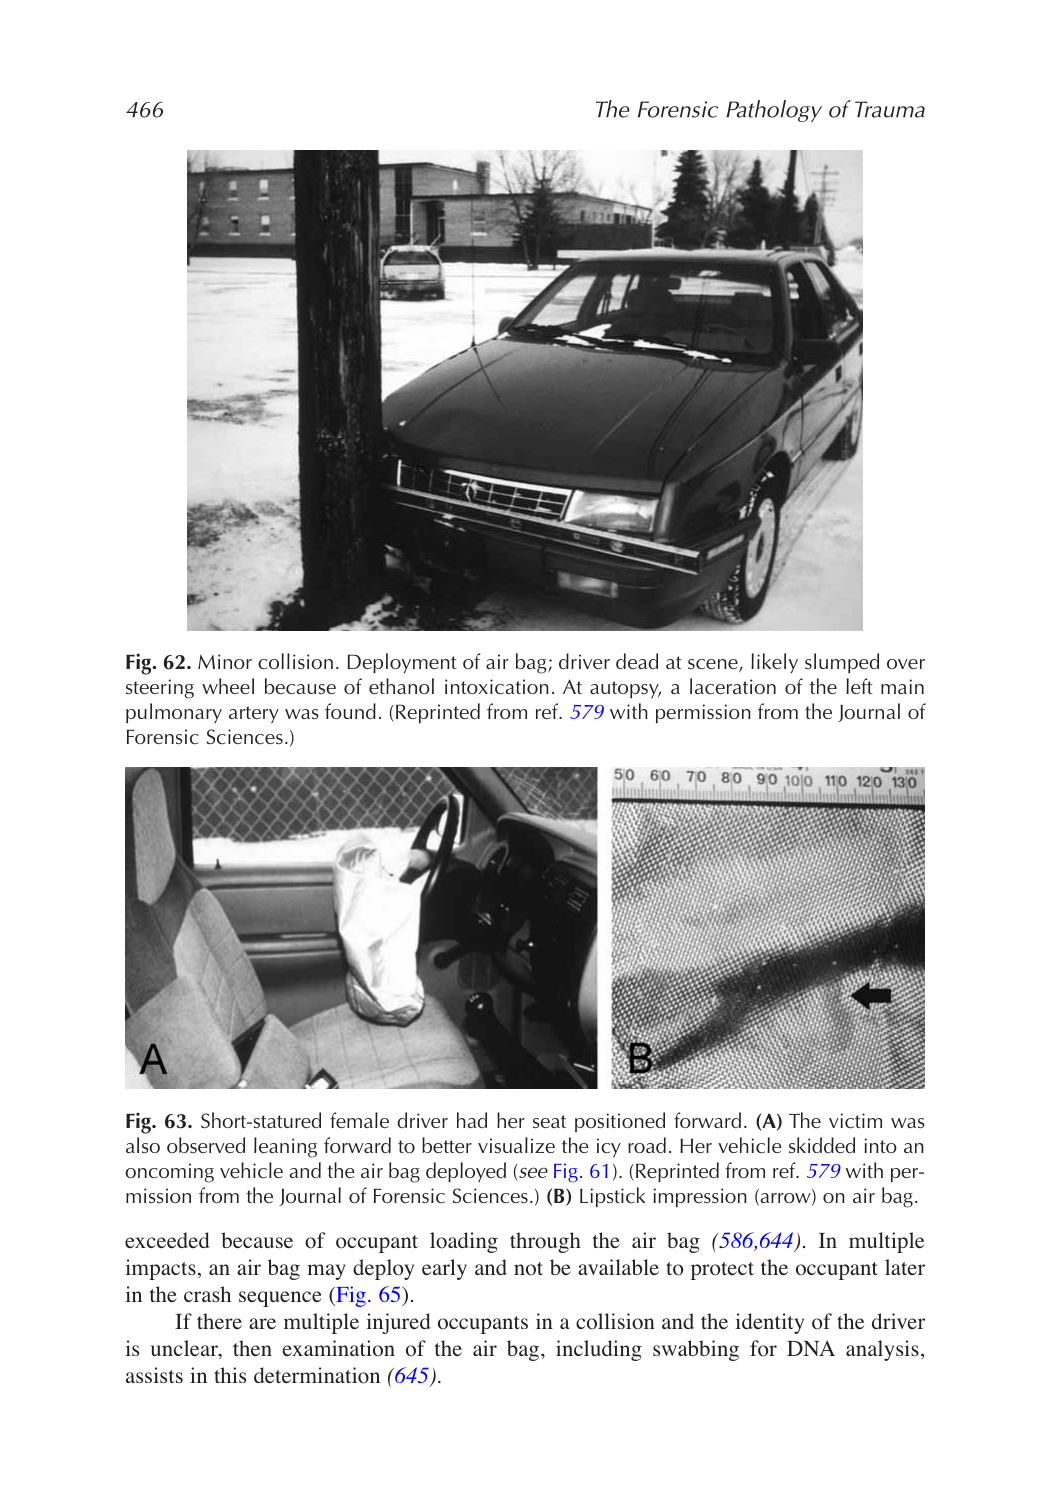 466 The Forensic Pathology of Trauma
Fig. 62. Minor collision. Deployment of air bag; driver dead at scene, likely slumped over
steering wheel because of ethanol intoxication. At autopsy, a laceration of the left main
pulmonary artery was found. (Reprinted from ref. 579 with permission from the Journal of
Forensic Sciences.)
50 60 70 80 90 100 110 120 130
A
B
Fig. 63. Short-statured female driver had her seat positioned forward. (A) The victim was
also observed leaning forward to better visualize the icy road. Her vehicle skidded into an
oncoming vehicle and the air bag deployed (see Fig. 61). (Reprinted from ref. 579 with per-
mission from the Journal of Forensic Sciences.) (B) Lipstick impression (arrow) on air bag.
exceeded because of occupant loading through the air bag (586,644). In multiple
impacts, an air bag may deploy early and not be available to protect the occupant later
in the crash sequence (Fig. 65).
If there are multiple injured occupants in a collision and the identity of the driver
is unclear, then examination of the air bag, including swabbing for DNA analysis,
assists in this determination (645).